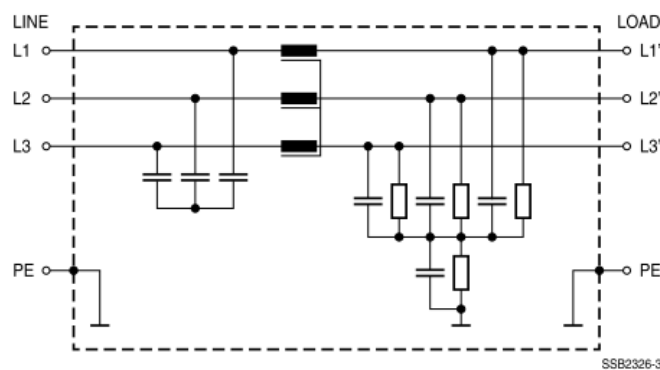 LINE LOAD
L1 L1'
L2 L2'
L3 L3'
PE PE
SSB2326-3